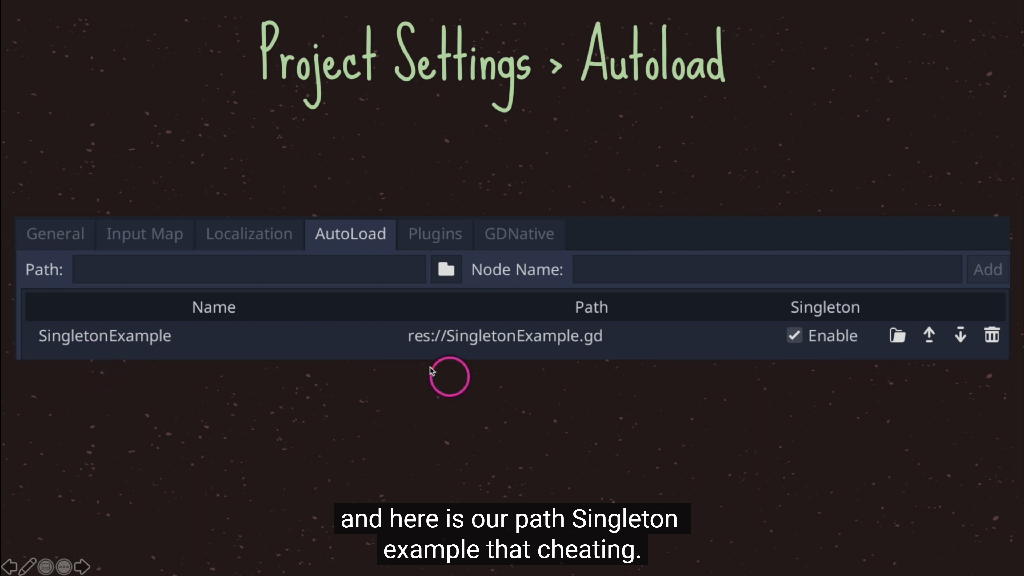 Project Settings > Autoload
General Input Map Localization AutoLoad Plugins GDNative
Path: Node Name: Add
Name Path Singleton
SingletonExample res://SingletonExample.gd Enable
and here is our path Singleton
example that cheating.